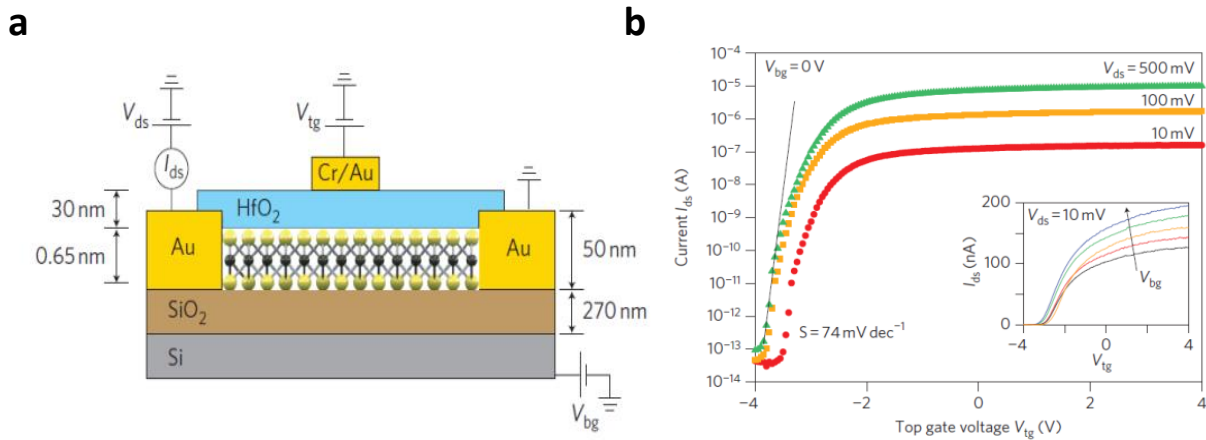 a
V_ds
I_ds
V_tg
Cr/Au
HfO₂
30 nm
0.65 nm
Au
Au
50 nm
SiO₂
270 nm
Si
V_bg
b
Current I_ds (A)
10⁻⁴
10⁻⁵
10⁻⁶
10⁻⁷
10⁻⁸
10⁻⁹
10⁻¹⁰
10⁻¹¹
10⁻¹²
10⁻¹³
10⁻¹⁴
V_bg = 0 V
V_ds = 500 mV
100 mV
10 mV
S = 74 mV dec⁻¹
−4
−2
0
2
4
Top gate voltage V_tg (V)
I_ds (nA)
200
100
0
V_ds = 10 mV
V_bg
−4
0
4
V_tg